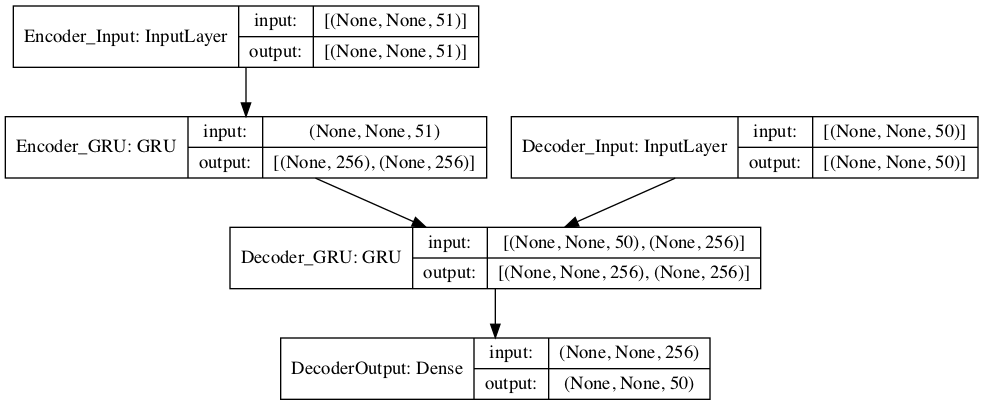 Encoder_Input: InputLayer
input:
[(None, None, 51)]
output:
[(None, None, 51)]
Encoder_GRU: GRU
input:
(None, None, 51)
output:
[(None, 256), (None, 256)]
Decoder_Input: InputLayer
input:
[(None, None, 50)]
output:
[(None, None, 50)]
Decoder_GRU: GRU
input:
[(None, None, 50), (None, 256)]
output:
[(None, None, 256), (None, 256)]
DecoderOutput: Dense
input:
(None, None, 256)
output:
(None, None, 50)